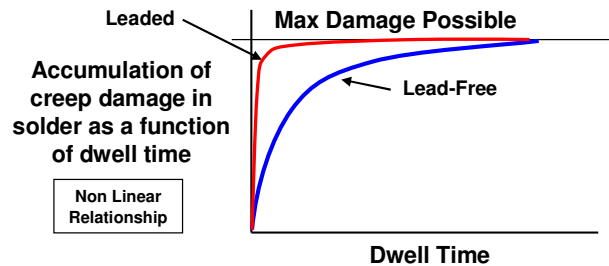 Leaded
Max Damage Possible
Accumulation of
creep damage in
solder as a function
of dwell time
Lead-Free
Non Linear
Relationship
Dwell Time